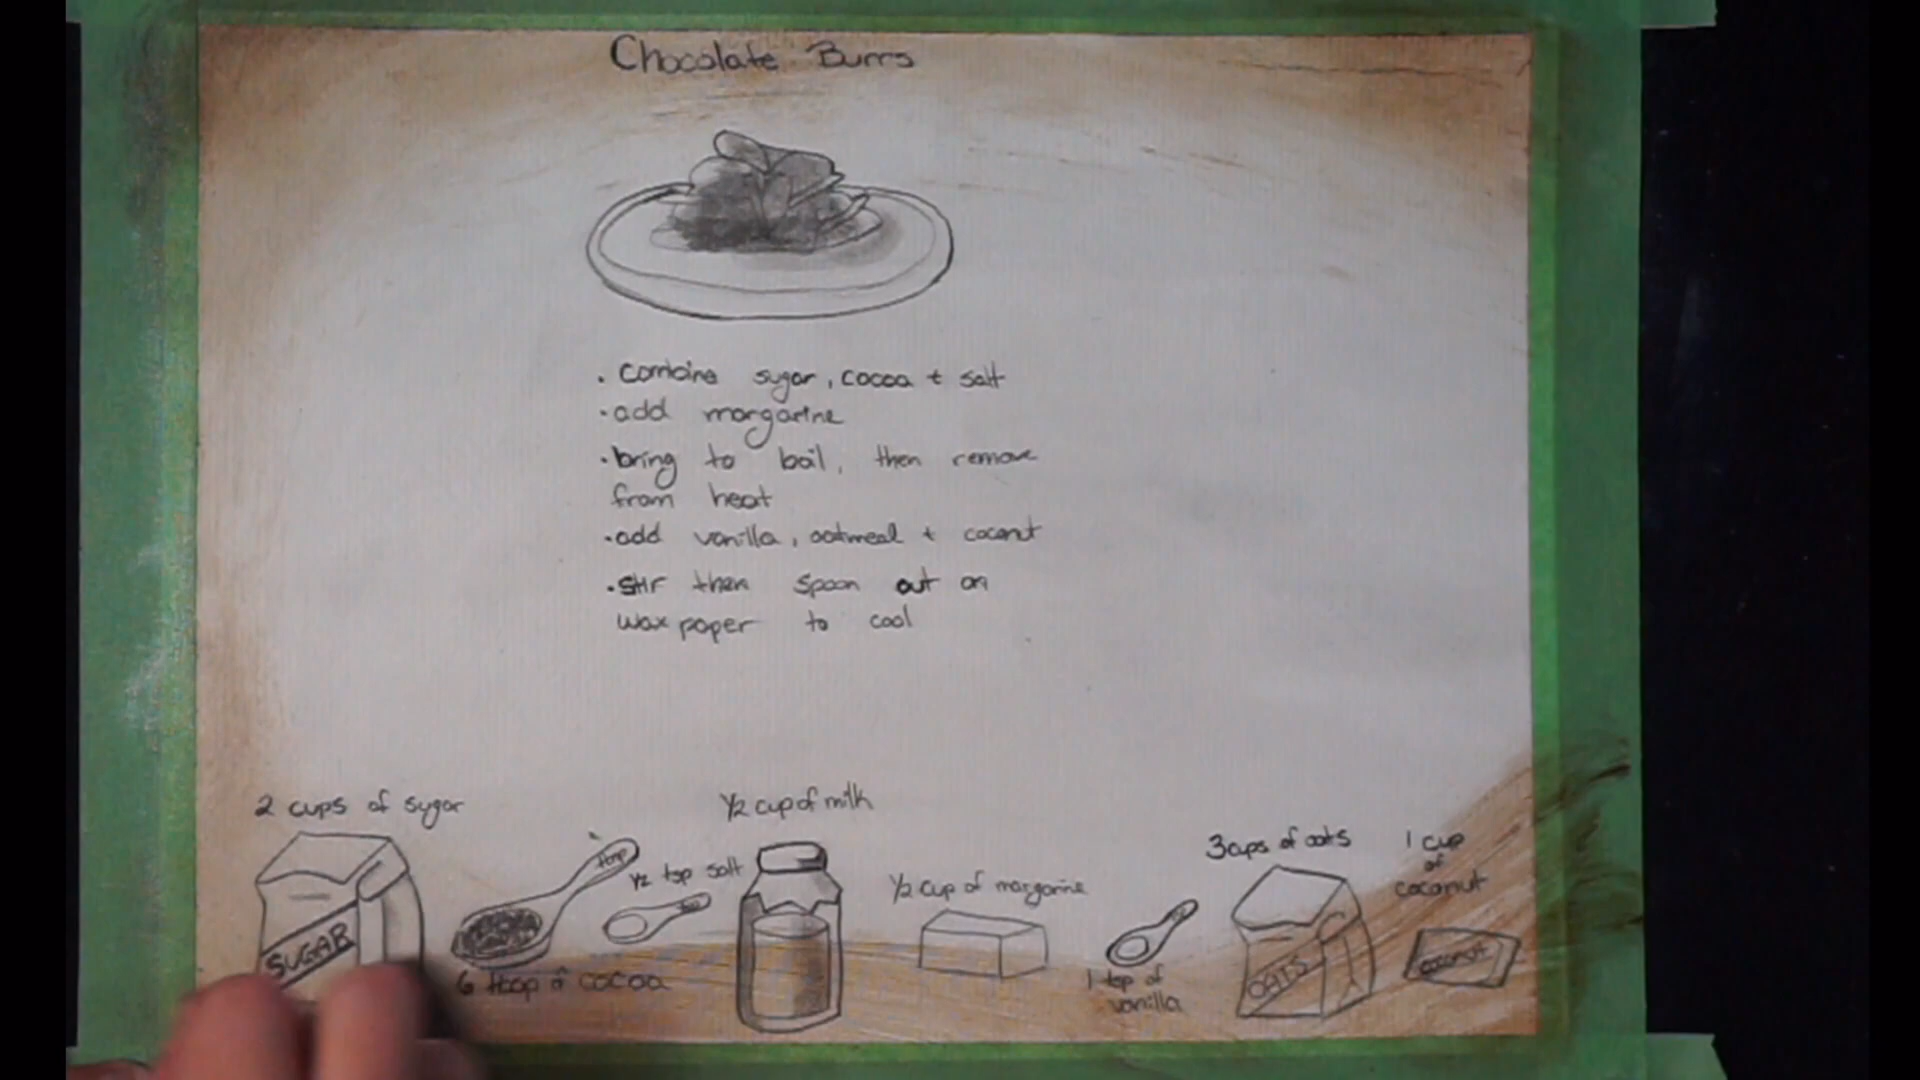 Chocolate Burrs
. combine sugar, cocoa + salt
. add margarine
. bring to boil, then remove
from heat
. add vanilla, oatmeal + coconut
. stir then spoon out on
wax paper to cool
2 cups of sugar
SUGAR
tbsp
6 tbsp of cocoa
1/2 tsp salt
1/2 cup of milk
1/2 cup of margarine
1 tsp of
vanilla
3 cups of oats
OATS
1 cup
of
coconut
coconut